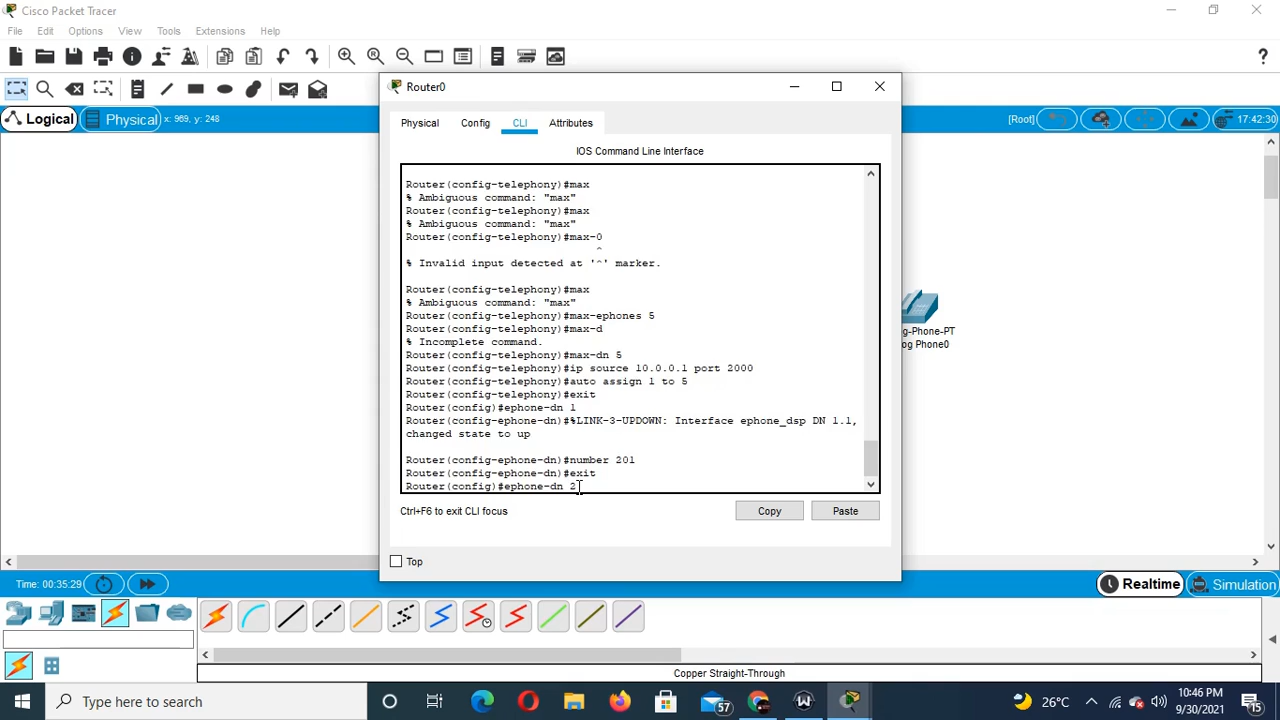 Cisco Packet Tracer
File Edit Options View Tools Extensions Help
?
Logical Physical x: 969, y: 248 [Root] 17:42:30
Router0
Physical Config CLI Attributes
IOS Command Line Interface
Router(config-telephony)#max
% Ambiguous command: "max"
Router(config-telephony)#max
% Ambiguous command: "max"
Router(config-telephony)#max-0
^
% Invalid input detected at '^' marker.
Router(config-telephony)#max
% Ambiguous command: "max"
Router(config-telephony)#max-ephones 5
Router(config-telephony)#max-d
% Incomplete command.
Router(config-telephony)#max-dn 5
Router(config-telephony)#ip source 10.0.0.1 port 2000
Router(config-telephony)#auto assign 1 to 5
Router(config-telephony)#exit
Router(config)#ephone-dn 1
Router(config-ephone-dn)#%LINK-3-UPDOWN: Interface ephone_dsp DN 1.1,
changed state to up
Router(config-ephone-dn)#number 201
Router(config-ephone-dn)#exit
Router(config)#ephone-dn 2
Ctrl+F6 to exit CLI focus
Copy Paste
Top
g-Phone-PT
og Phone0
Time: 00:35:29 Realtime Simulation
Copper Straight-Through
Type here to search
57
26°C
10:46 PM
9/30/2021
15